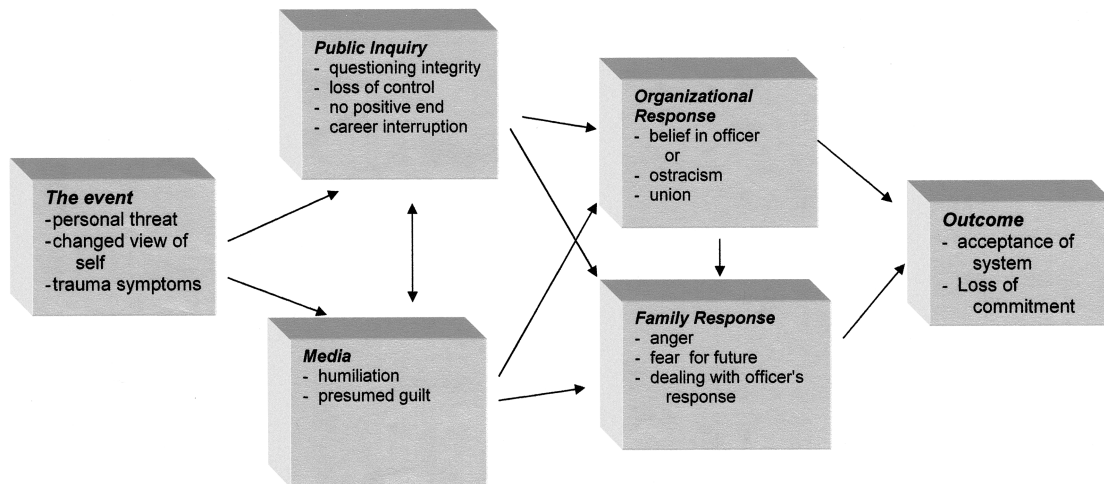 The event
-personal threat
-changed view of
self
-trauma symptoms
Public Inquiry
- questioning integrity
- loss of control
- no positive end
- career interruption
Media
- humiliation
- presumed guilt
Organizational
Response
- belief in officer
or
- ostracism
- union
Family Response
- anger
- fear for future
- dealing with officer's
response
Outcome
- acceptance of
system
- Loss of
commitment